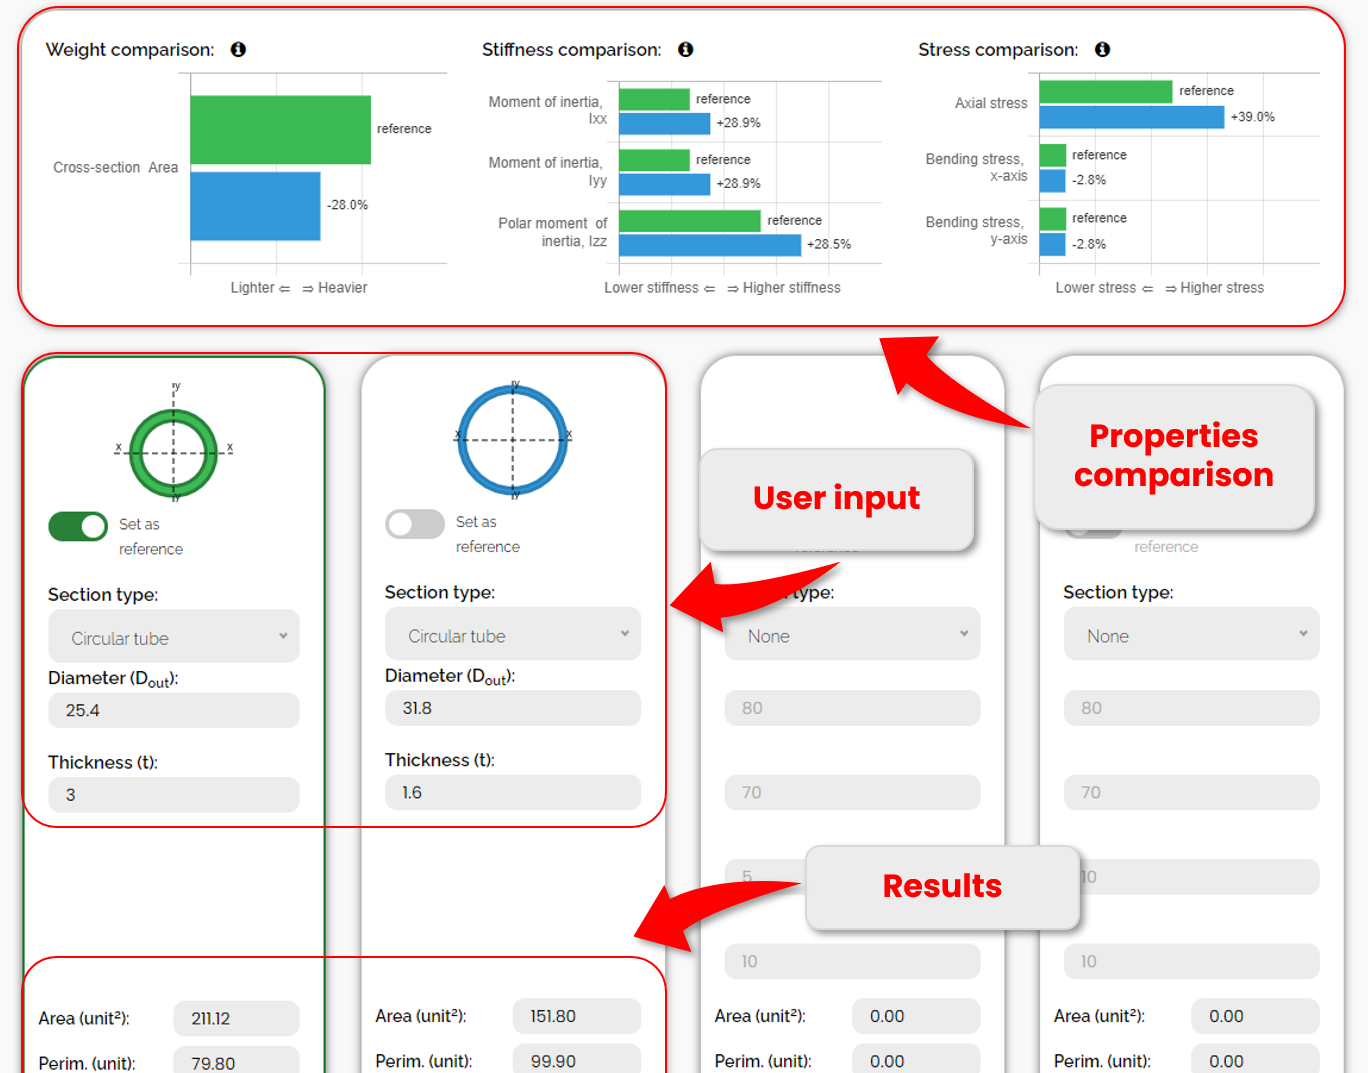 Weight comparison:
Cross-section Area
reference
-28.0%
Lighter ⇐ ⇒ Heavier
Stiffness comparison:
Moment of inertia,
Ixx
reference
+28.9%
Moment of inertia,
Iyy
reference
+28.9%
Polar moment of
inertia, Izz
reference
+28.5%
Lower stiffness ⇐ ⇒ Higher stiffness
Stress comparison:
Axial stress
reference
+39.0%
Bending stress,
x-axis
reference
-2.8%
Bending stress,
y-axis
reference
-2.8%
Lower stress ⇐ ⇒ Higher stress
Properties
comparison
User input
Results
y
x x
y
Set as
reference
Section type:
Circular tube
Diameter (Dout):
25.4
Thickness (t):
3
Area (unit²):
211.12
Perim. (unit):
79.80
y
x x
y
Set as
reference
Section type:
Circular tube
Diameter (Dout):
31.8
Thickness (t):
1.6
Area (unit²):
151.80
Perim. (unit):
99.90
type:
None
80
70
5
10
Area (unit²):
0.00
Perim. (unit):
0.00
reference
Section type:
None
80
70
10
10
Area (unit²):
0.00
Perim. (unit):
0.00